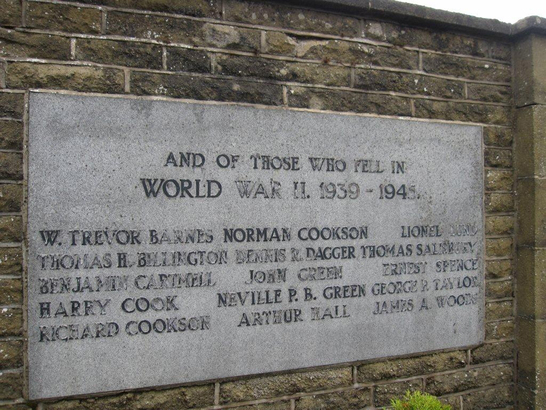 AND OF THOSE WHO FELL IN
WORLD WAR II. 1939 - 1945.
W. TREVOR BARNES NORMAN COOKSON LIONEL
THOMAS H. BILLINGTON DENNIS R. DAGGER THOMAS SALSBURY
BENJAMIN CARTMELL JOHN GREEN ERNEST SPENCE
HARRY COOK NEVILLE P. B. GREEN GEORGE P. TAYLOR
RICHARD COOKSON ARTHUR HALL JAMES A. WOODS